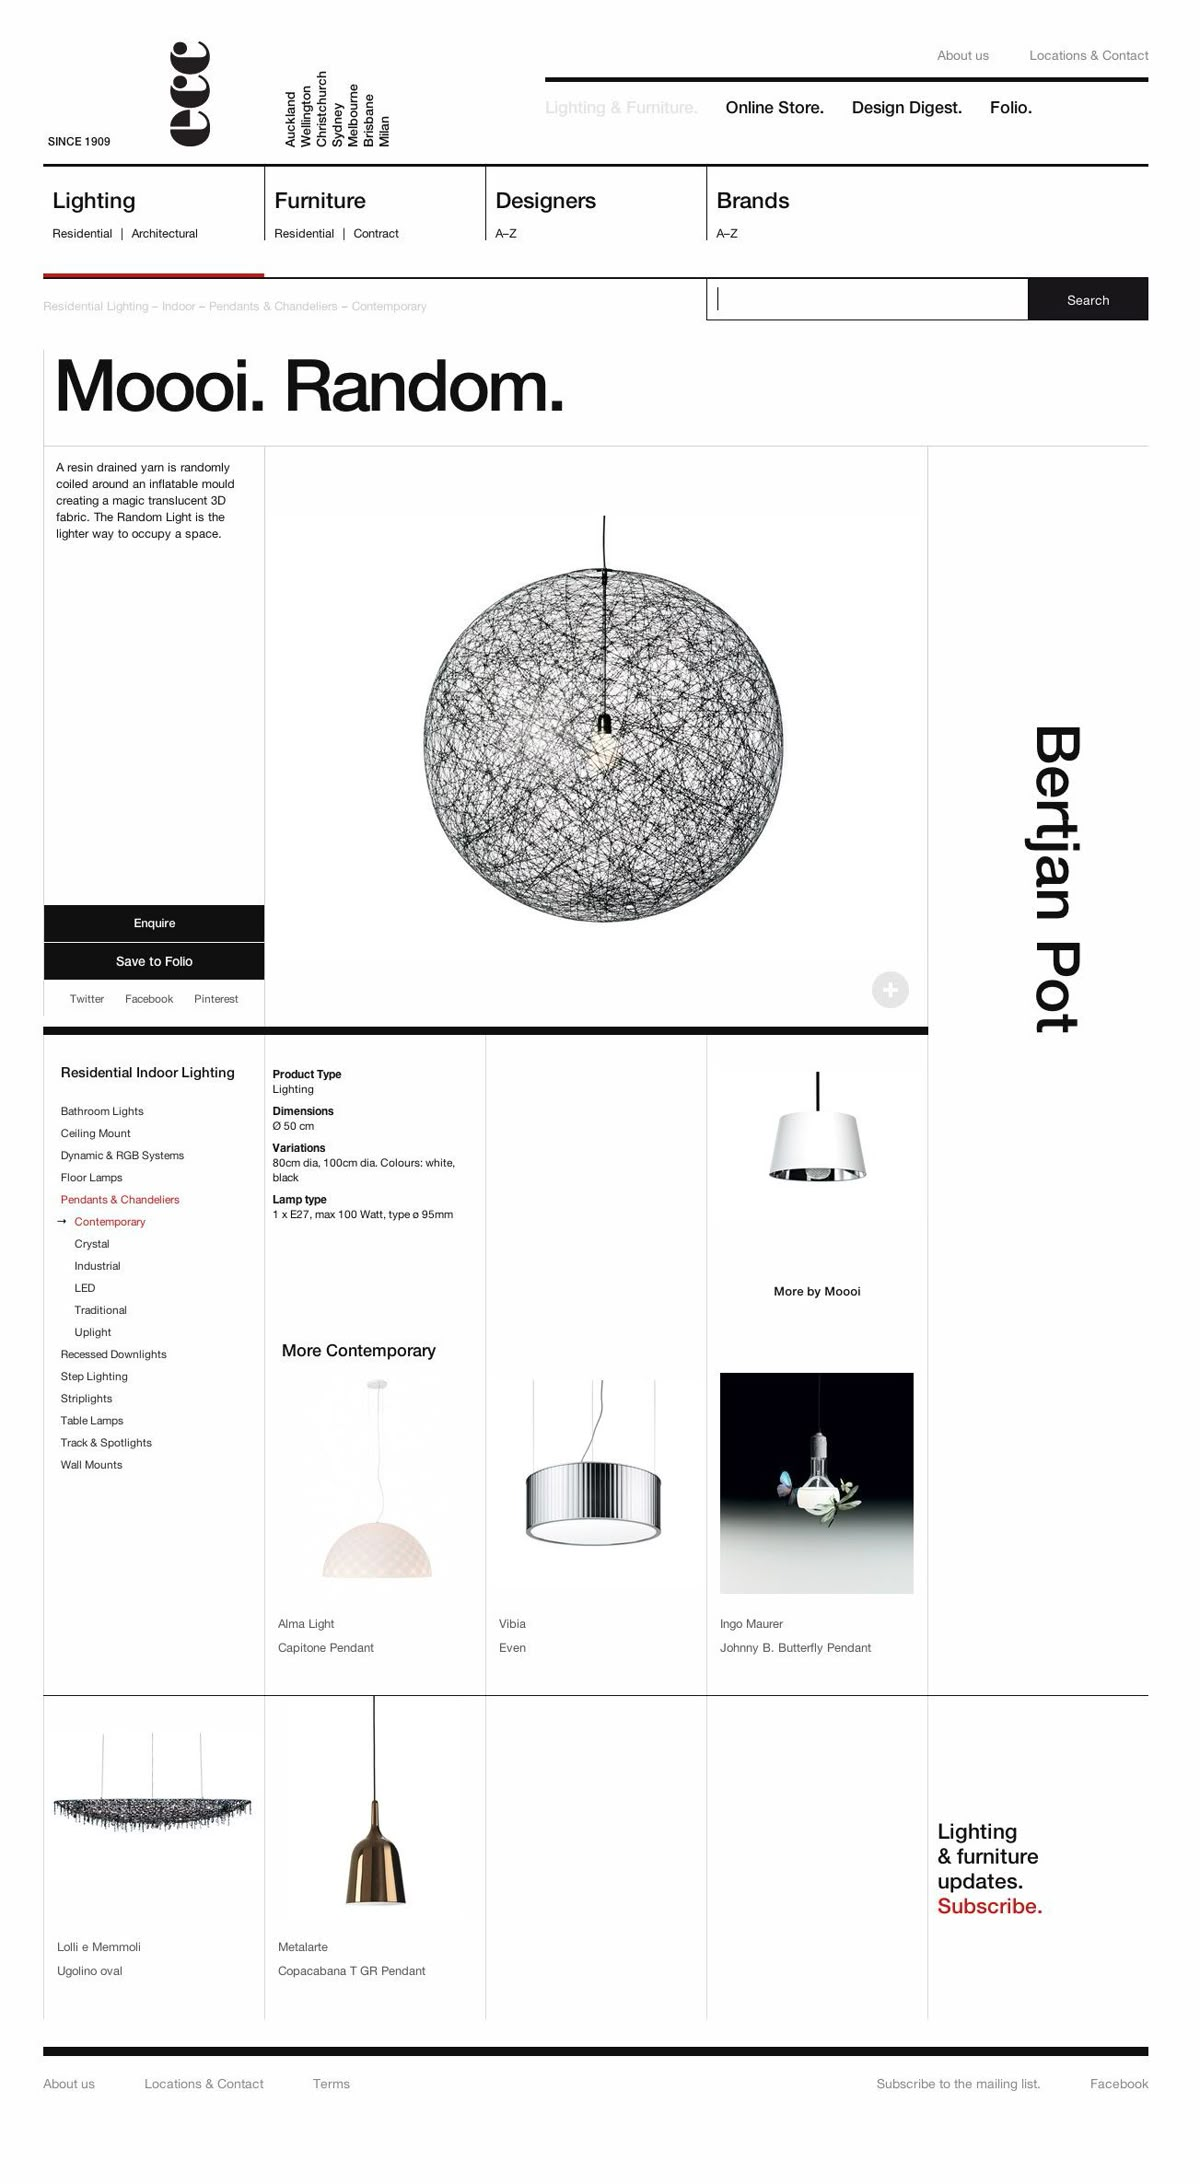 ecc
SINCE 1909
Auckland
Wellington
Christchurch
Sydney
Melbourne
Brisbane
Milan
About us
Locations & Contact
Lighting & Furniture.
Online Store.
Design Digest.
Folio.
Lighting
Residential | Architectural
Furniture
Residential | Contract
Designers
A–Z
Brands
A–Z
Residential Lighting – Indoor – Pendants & Chandeliers – Contemporary
Search
Moooi. Random.
A resin drained yarn is randomly
coiled around an inflatable mould
creating a magic translucent 3D
fabric. The Random Light is the
lighter way to occupy a space.
Bertjan Pot
Enquire
Save to Folio
Twitter
Facebook
Pinterest
Residential Indoor Lighting
Bathroom Lights
Ceiling Mount
Dynamic & RGB Systems
Floor Lamps
Pendants & Chandeliers
→ Contemporary
Crystal
Industrial
LED
Traditional
Uplight
Recessed Downlights
Step Lighting
Striplights
Table Lamps
Track & Spotlights
Wall Mounts
Product Type
Lighting
Dimensions
Ø 50 cm
Variations
80cm dia, 100cm dia. Colours: white,
black
Lamp type
1 x E27, max 100 Watt, type ø 95mm
More by Moooi
More Contemporary
Alma Light
Capitone Pendant
Vibia
Even
Ingo Maurer
Johnny B. Butterfly Pendant
Lolli e Memmoli
Ugolino oval
Metalarte
Copacabana T GR Pendant
Lighting
& furniture
updates.
Subscribe.
About us
Locations & Contact
Terms
Subscribe to the mailing list.
Facebook